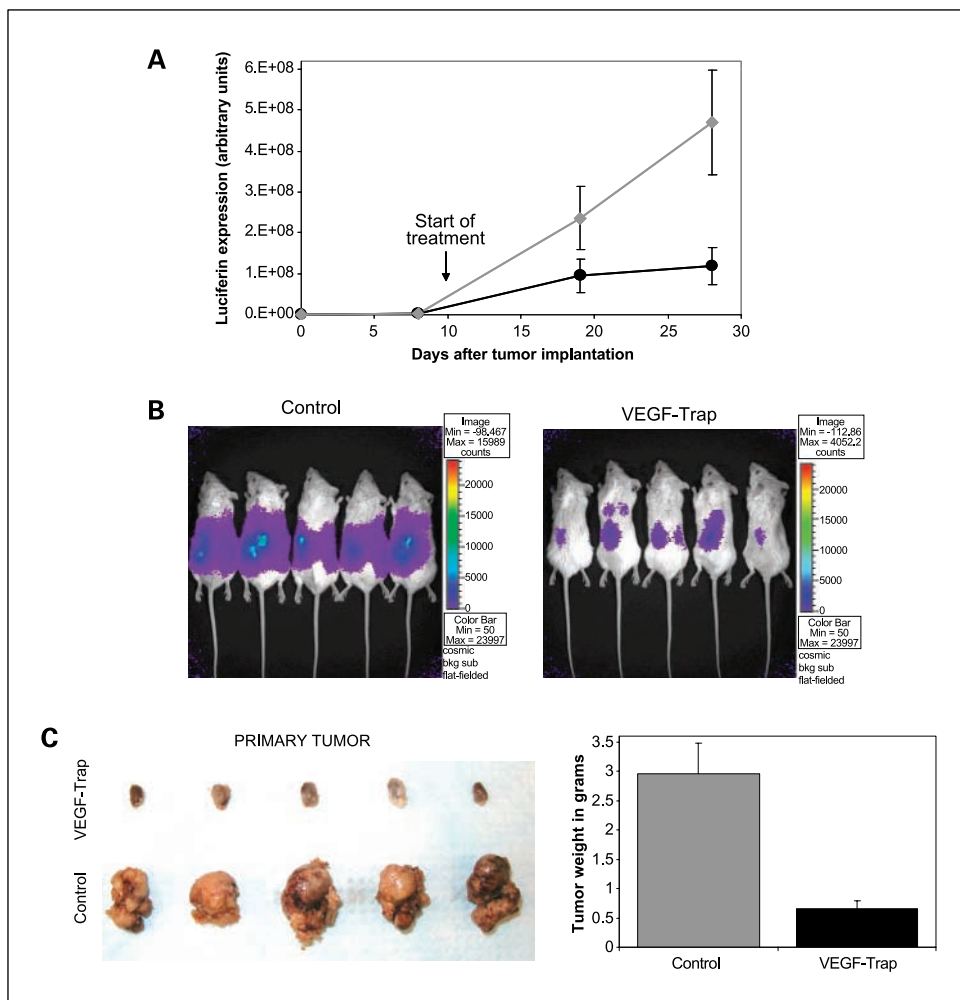 A
Luciferin expression (arbitrary units)
6.E+08
5.E+08
4.E+08
3.E+08
2.E+08
1.E+08
0.E+00
Start of
treatment
0 5 10 15 20 25 30
Days after tumor implantation
B
Control
Image
Min = -98.467
Max = 15989
counts
20000
15000
10000
5000
0
Color Bar
Min = 50
Max = 23997
cosmic
bkg sub
flat-fielded
VEGF-Trap
Image
Min = -112.86
Max = 4052.2
counts
20000
15000
10000
5000
0
Color Bar
Min = 50
Max = 23997
cosmic
bkg sub
flat-fielded
C
PRIMARY TUMOR
VEGF-Trap
Control
Tumor weight in grams
3.5
3
2.5
2
1.5
1
0.5
0
Control VEGF-Trap